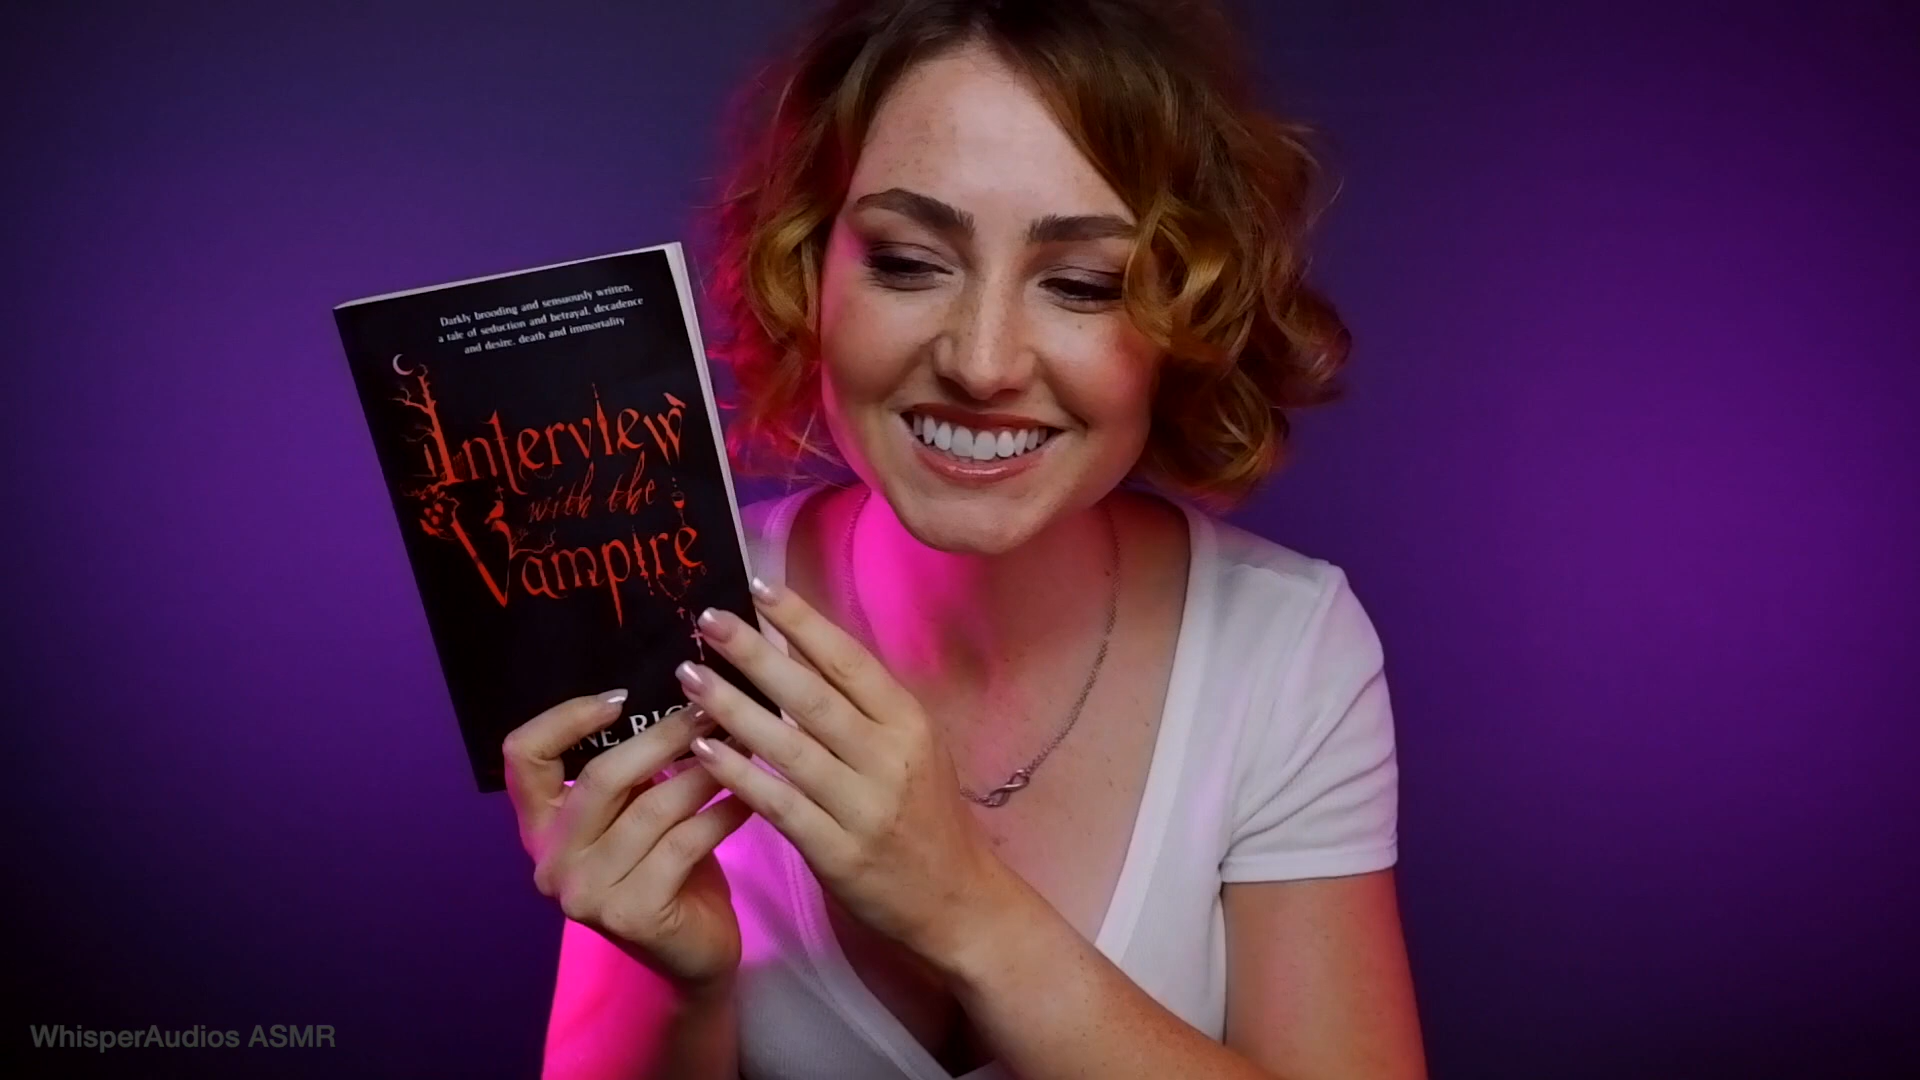 Darkly brooding and sensuously written,
a tale of seduction and betrayal, decadence
and desire, death and immortality
Interview
with the
Vampire
WhisperAudios ASMR